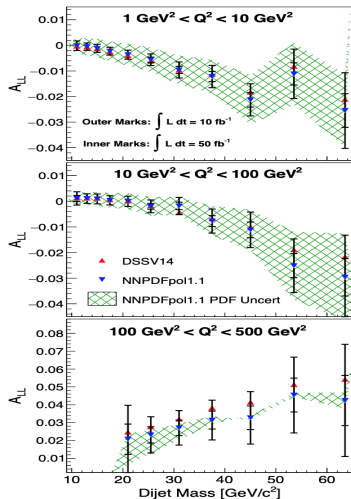 1 GeV² < Q² < 10 GeV²
A_LL
0
−0.01
−0.02
−0.03
−0.04
Outer Marks: ∫ L dt = 10 fb⁻¹
Inner Marks: ∫ L dt = 50 fb⁻¹
10 GeV² < Q² < 100 GeV²
A_LL
0
−0.01
−0.02
−0.03
−0.04
DSSV14
NNPDFpol1.1
NNPDFpol1.1 PDF Uncert
100 GeV² < Q² < 500 GeV²
A_LL
0.08
0.07
0.06
0.05
0.04
0.03
0.02
0.01
10 20 30 40 50 60
Dijet Mass [GeV/c²]